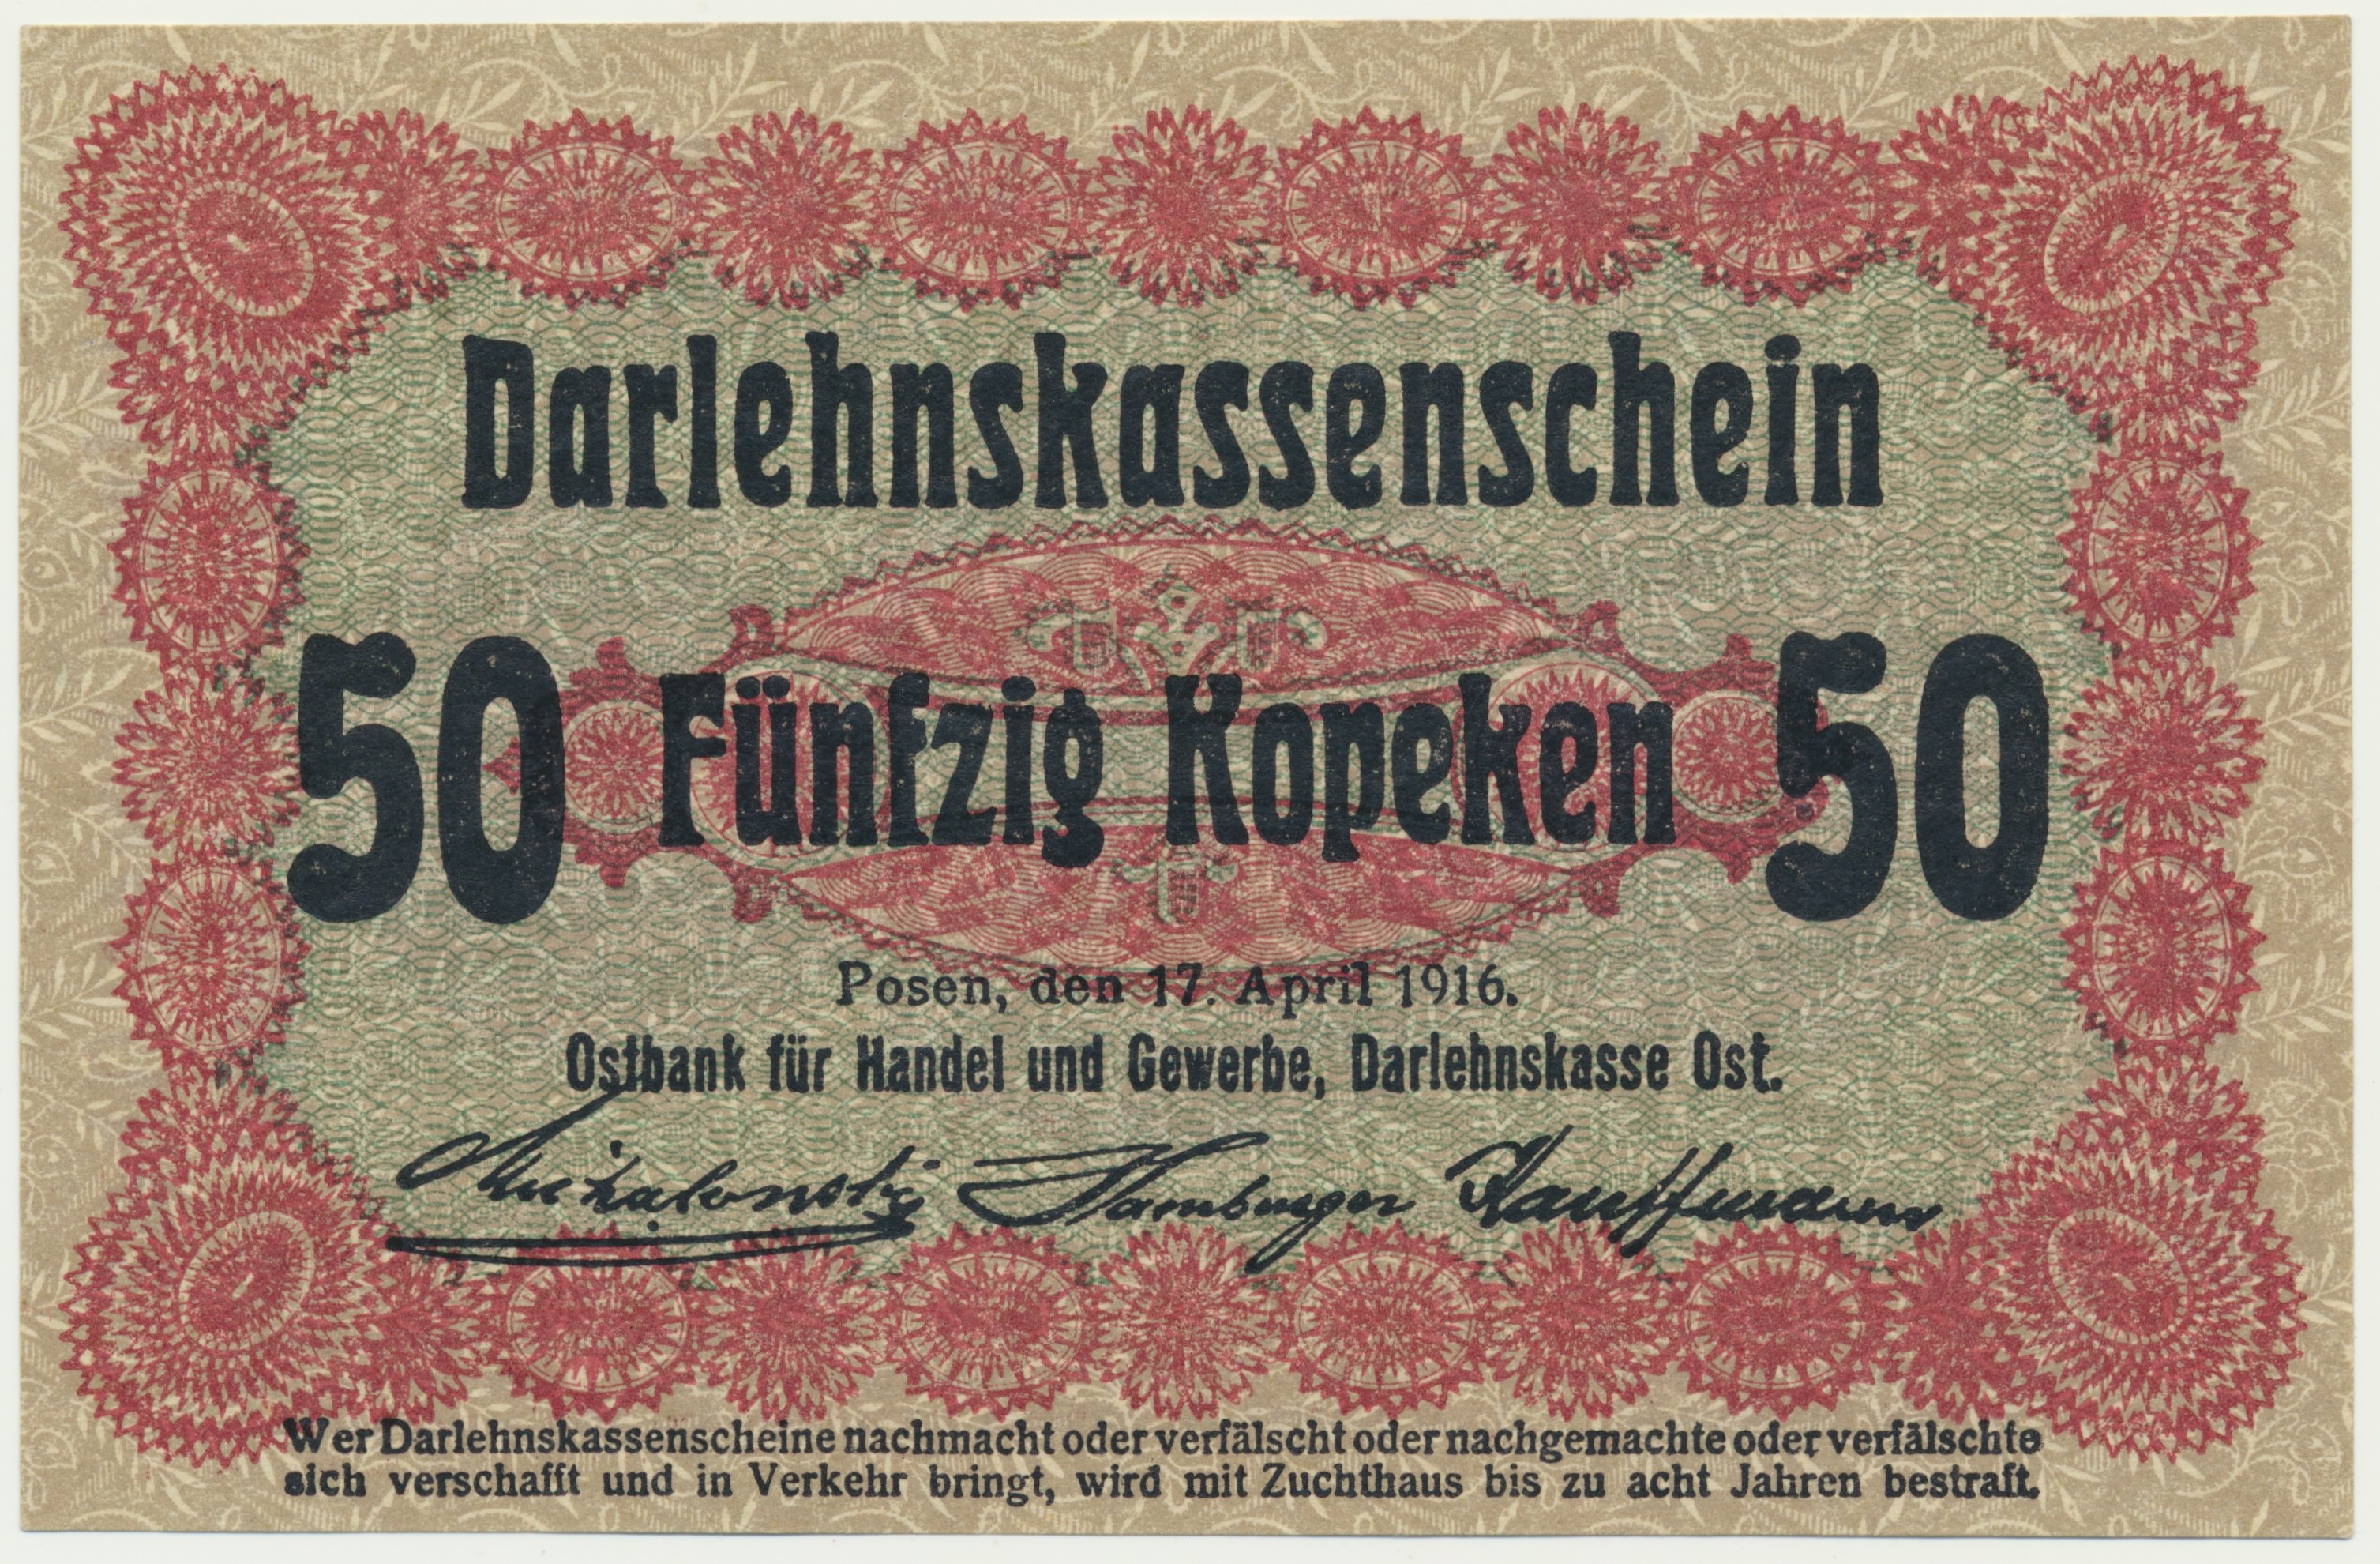 Darlehnskassenschein
50 Fünfzig Kopeken 50
Posen, den 17. April 1916.
Ostbank für Handel und Gewerbe, Darlehnskasse Ost.
Michalowski Hamburger Kauffmann
Wer Darlehnskassenscheine nachmacht oder verfälscht oder nachgemachte oder verfälschte
sich verschafft und in Verkehr bringt, wird mit Zuchthaus bis zu acht Jahren bestraft.